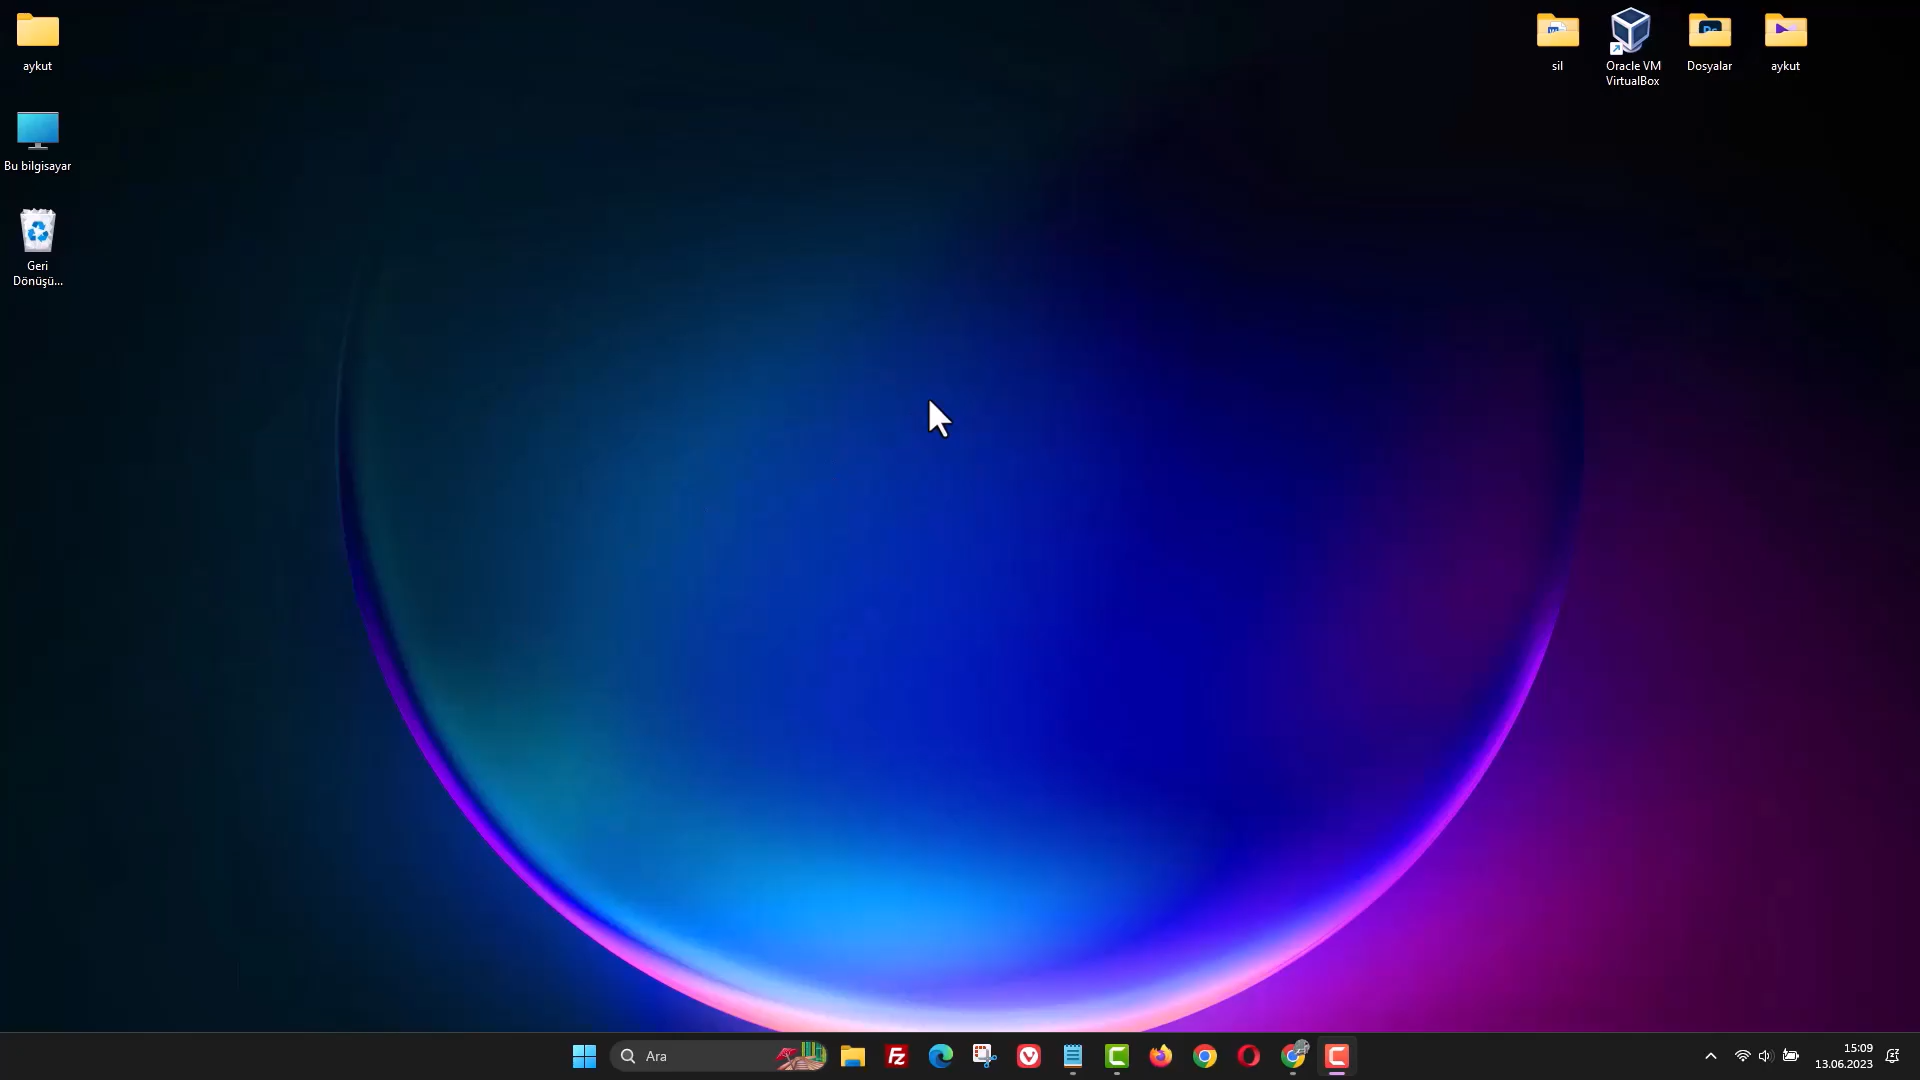 aykut
Bu bilgisayar
Geri
Dönüşü...
sil
Oracle VM
VirtualBox
Dosyalar
aykut
Ara
15:09
13.06.2023